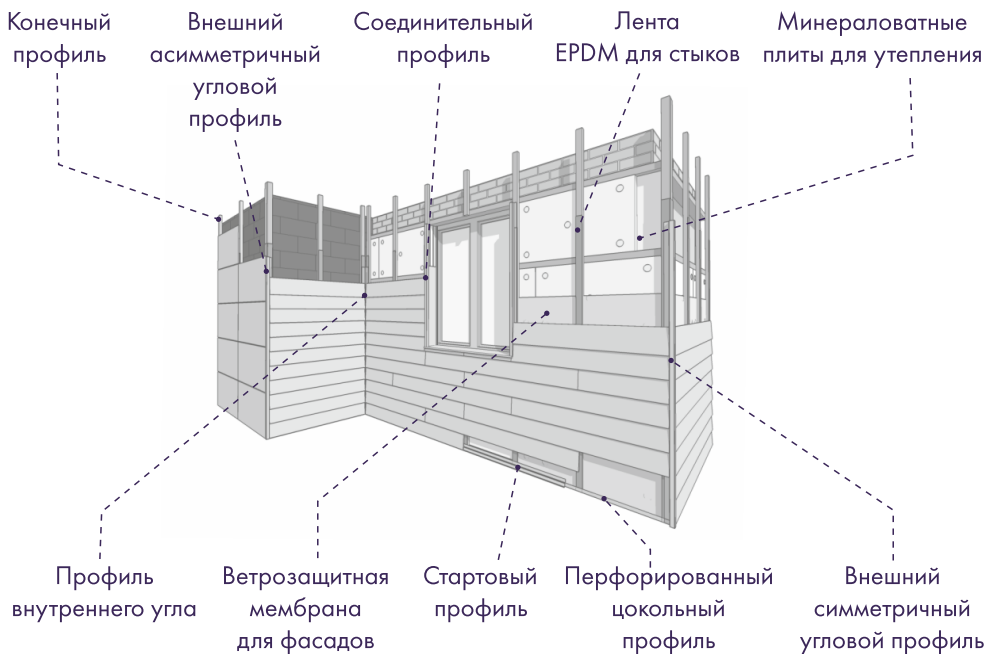 Конечный
профиль
Внешний
асимметричный
угловой
профиль
Соединительный
профиль
Лента
EPDM для стыков
Минераловатные
плиты для утепления
Профиль
внутреннего угла
Ветрозащитная
мембрана
для фасадов
Стартовый
профиль
Перфорированный
цокольный
профиль
Внешний
симметричный
угловой профиль